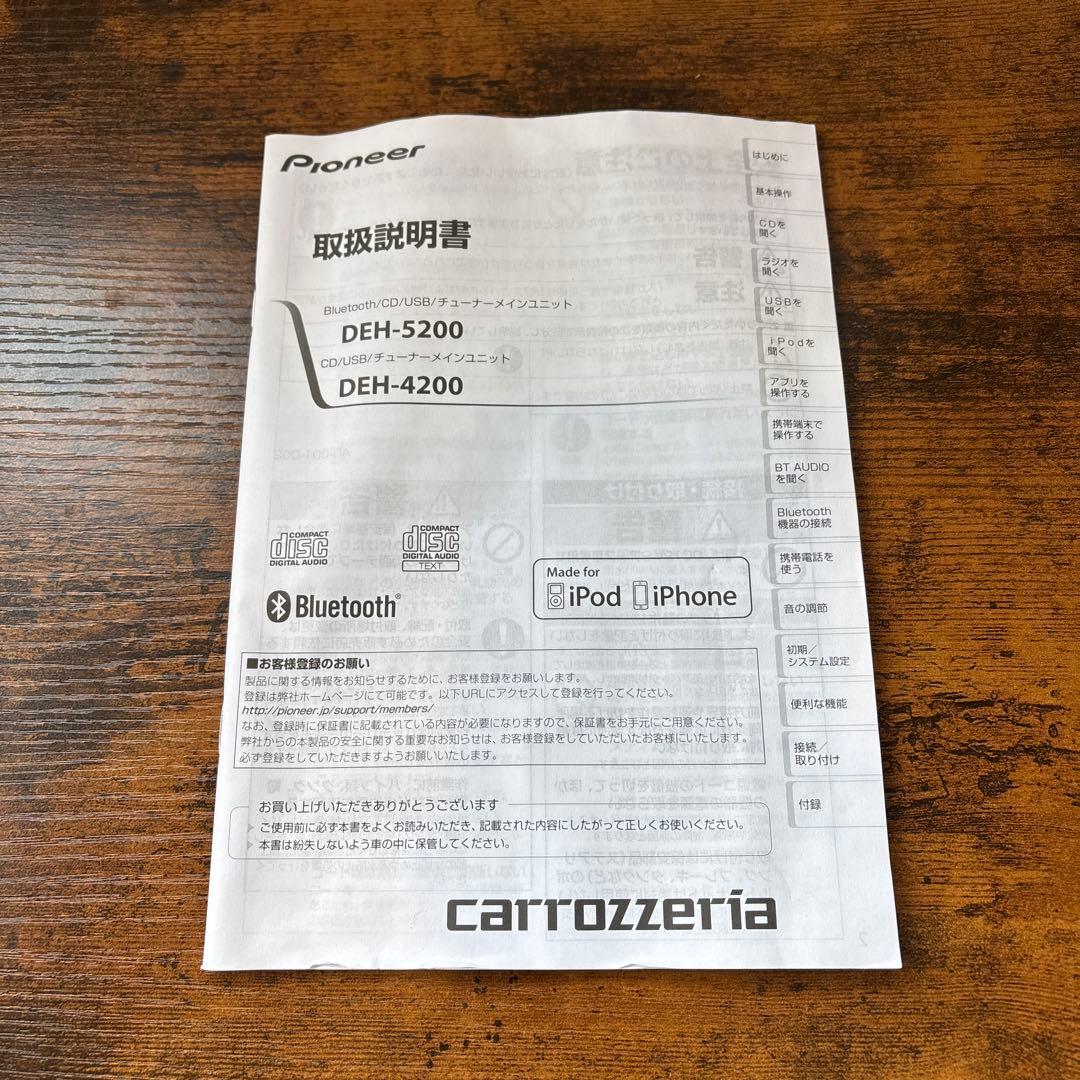 Pioneer
取扱説明書
Bluetooth/CD/USB/チューナーメインユニット
DEH-5200
CD/USB/チューナーメインユニット
DEH-4200
COMPACT
disc
DIGITAL AUDIO
COMPACT
disc
DIGITAL AUDIO
TEXT
Bluetooth®
Made for
iPod iPhone
■お客様登録のお願い
製品に関する情報をお知らせするために、お客様登録をお願いします。
登録は弊社ホームページにて可能です。以下URLにアクセスして登録を行ってください。
http://pioneer.jp/support/members/
なお、登録時に保証書に記載されている内容が必要になりますので、保証書をお手元にご用意ください。
弊社からの本製品の安全に関する重要なお知らせは、お客様登録をしていただいたお客様にいたします。
必ず登録をしていただきますようお願いいたします。
お買い上げいただきありがとうございます
ご使用前に必ず本書をよくお読みいただき、記載された内容にしたがって正しくお使いください。
本書は紛失しないよう車の中に保管してください。
carrozzeria
はじめに
基本操作
CDを
聞く
ラジオを
聞く
USBを
聞く
iPodを
聞く
アプリを
操作する
携帯端末で
操作する
BT AUDIO
を聞く
Bluetooth
機器の接続
携帯電話を
使う
音の調節
初期／
システム設定
便利な機能
接続／
取り付け
付録